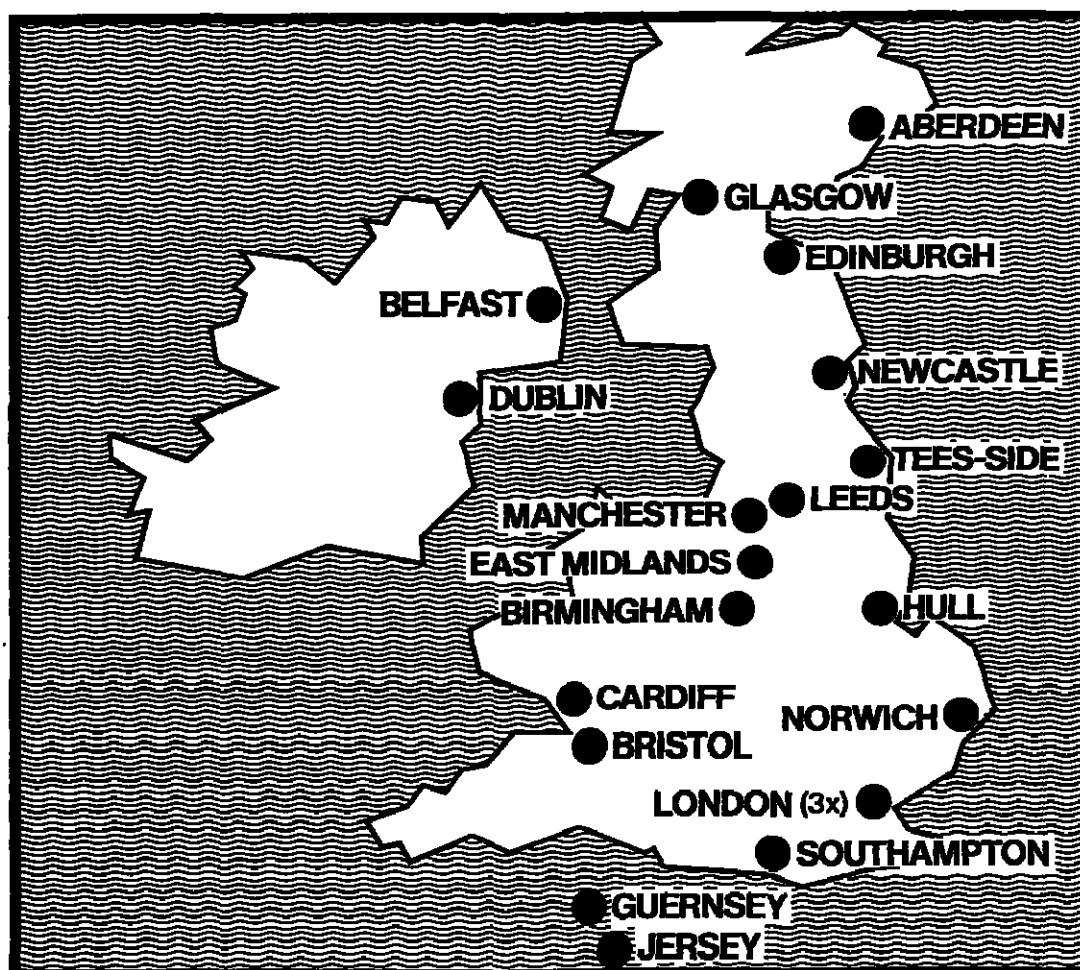 ABERDEEN
GLASGOW
EDINBURGH
BELFAST
NEWCASTLE
DUBLIN
TEES-SIDE
LEEDS
MANCHESTER
EAST MIDLANDS
BIRMINGHAM
HULL
CARDIFF
NORWICH
BRISTOL
LONDON (3x)
SOUTHAMPTON
GUERNSEY
JERSEY